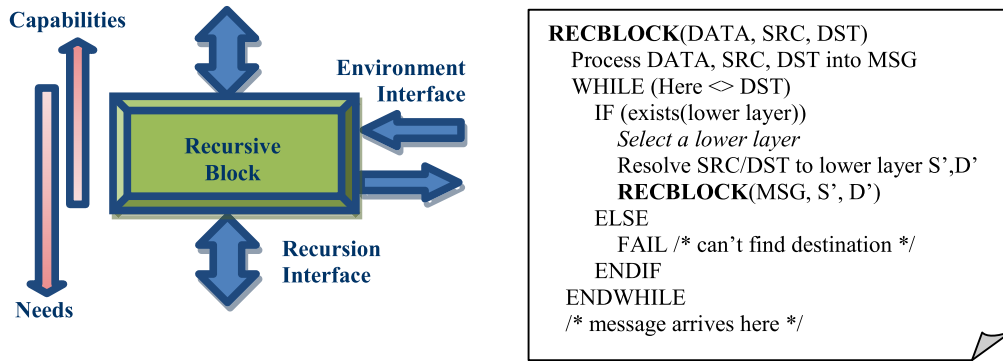 Capabilities
Environment
Interface
Recursive
Block
Recursion
Interface
Needs
RECBLOCK(DATA, SRC, DST)
Process DATA, SRC, DST into MSG
WHILE (Here <> DST)
IF (exists(lower layer))
Select a lower layer
Resolve SRC/DST to lower layer S’,D’
RECBLOCK(MSG, S’, D’)
ELSE
FAIL /* can’t find destination */
ENDIF
ENDWHILE
/* message arrives here */